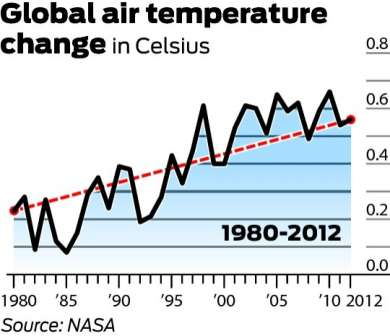 Global air temperature
change in Celsius
0.8
0.6
0.4
0.2
0.0
1980-2012
1980 '85 '90 '95 '00 '05 '10 2012
Source: NASA